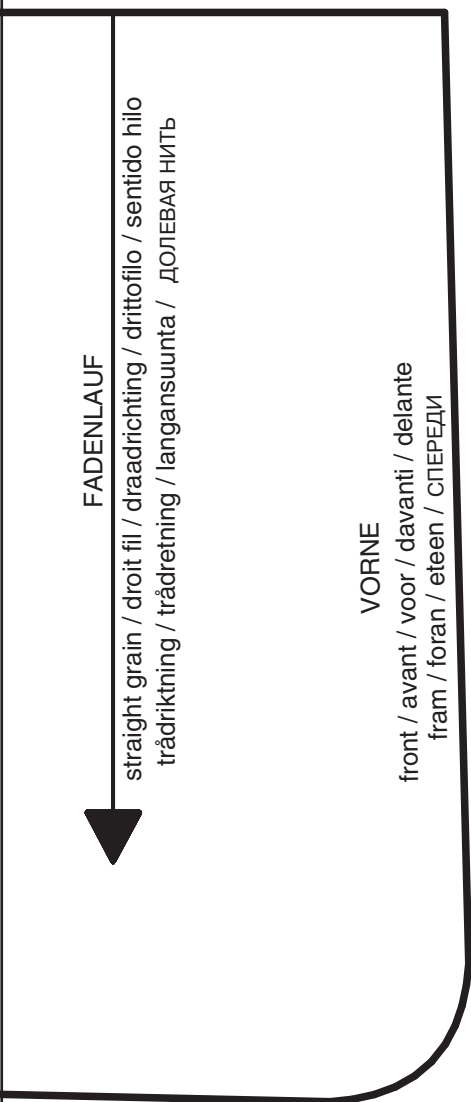 FADENLAUF
straight grain / droit fil / draadrichting / drittofilo / sentido hilo
trådriktning / trådretning / langansuunta / ДОЛЕВАЯ НИТЬ
VORNE
front / avant / voor / davanti / delante
fram / foran / eteen / СПЕРЕДИ